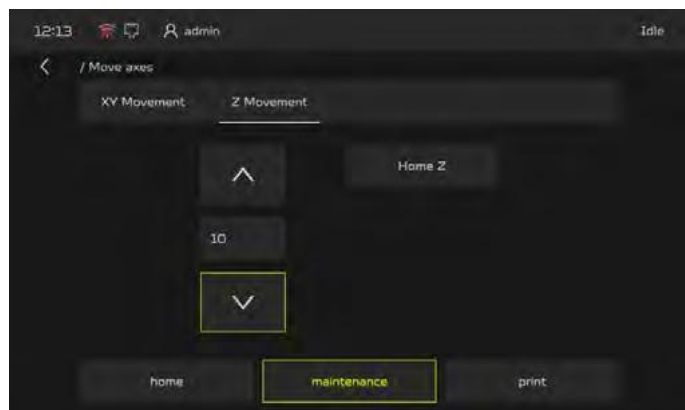 12:13 admin Idle
/ Move axes
XY Movement Z Movement
Home Z
10
home maintenance print